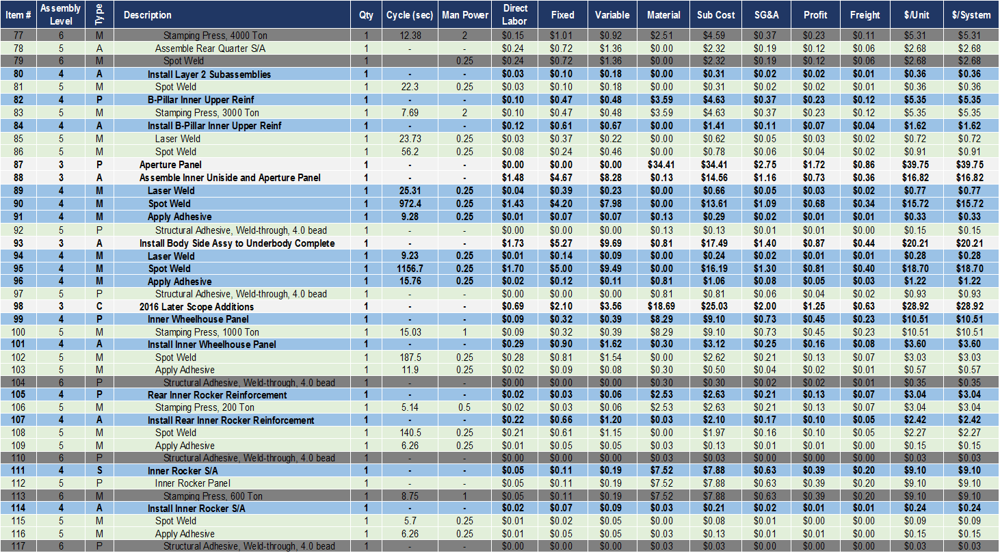 Item # Assembly Level Type Description Qty Cycle (sec) Man Power Direct Labor Fixed Variable Material Sub Cost SG&A Profit Freight $/Unit $/System
77 6 M Stamping Press, 4000 Ton 1 12.38 2 $0.15 $1.01 $0.92 $2.51 $4.59 $0.37 $0.23 $0.11 $5.31 $5.31
78 5 A Assemble Rear Quarter S/A 1 - - $0.24 $0.72 $1.36 $0.00 $2.32 $0.19 $0.12 $0.06 $2.68 $2.68
79 6 M Spot Weld 1 0.25 $0.24 $0.72 $1.36 $0.00 $2.32 $0.19 $0.12 $0.06 $2.68 $2.68
80 4 A Install Layer 2 Subassemblies 1 - - $0.03 $0.10 $0.18 $0.00 $0.31 $0.02 $0.02 $0.01 $0.36 $0.36
81 5 M Spot Weld 1 22.3 0.25 $0.03 $0.10 $0.18 $0.00 $0.31 $0.02 $0.02 $0.01 $0.36 $0.36
82 4 P B-Pillar Inner Upper Reinf 1 - - $0.10 $0.47 $0.48 $3.59 $4.63 $0.37 $0.23 $0.12 $5.35 $5.35
83 5 M Stamping Press, 3000 Ton 1 7.69 2 $0.10 $0.47 $0.48 $3.59 $4.63 $0.37 $0.23 $0.12 $5.35 $5.35
84 4 A Install B-Pillar Inner Upper Reinf 1 - - $0.12 $0.61 $0.67 $0.00 $1.41 $0.11 $0.07 $0.04 $1.62 $1.62
85 5 M Laser Weld 1 23.73 0.25 $0.03 $0.37 $0.22 $0.00 $0.62 $0.05 $0.03 $0.02 $0.72 $0.72
86 5 M Spot Weld 1 56.2 0.25 $0.08 $0.24 $0.46 $0.00 $0.78 $0.06 $0.04 $0.02 $0.91 $0.91
87 3 P Aperture Panel 1 - - $0.00 $0.00 $0.00 $34.41 $34.41 $2.75 $1.72 $0.86 $39.75 $39.75
88 3 A Assemble Inner Uniside and Aperture Panel 1 - - $1.48 $4.67 $8.28 $0.13 $14.56 $1.16 $0.73 $0.36 $16.82 $16.82
89 4 M Laser Weld 1 25.31 0.25 $0.04 $0.39 $0.23 $0.00 $0.66 $0.05 $0.03 $0.02 $0.77 $0.77
90 4 M Spot Weld 1 972.4 0.25 $1.43 $4.20 $7.98 $0.00 $13.61 $1.09 $0.68 $0.34 $15.72 $15.72
91 4 M Apply Adhesive 1 9.28 0.25 $0.01 $0.07 $0.07 $0.13 $0.29 $0.02 $0.01 $0.01 $0.33 $0.33
92 5 P Structural Adhesive, Weld-through, 4.0 bead 1 - - $0.00 $0.00 $0.00 $0.13 $0.13 $0.01 $0.01 $0.00 $0.15 $0.15
93 3 A Install Body Side Assy to Underbody Complete 1 - - $1.73 $5.27 $9.69 $0.81 $17.49 $1.40 $0.87 $0.44 $20.21 $20.21
94 4 M Laser Weld 1 9.23 0.25 $0.01 $0.14 $0.09 $0.00 $0.24 $0.02 $0.01 $0.01 $0.28 $0.28
95 4 M Spot Weld 1 1156.7 0.25 $1.70 $5.00 $9.49 $0.00 $16.19 $1.30 $0.81 $0.40 $18.70 $18.70
96 4 M Apply Adhesive 1 15.76 0.25 $0.02 $0.12 $0.11 $0.81 $1.06 $0.08 $0.05 $0.03 $1.22 $1.22
97 5 P Structural Adhesive, Weld-through, 4.0 bead 1 - - $0.00 $0.00 $0.00 $0.81 $0.81 $0.06 $0.04 $0.02 $0.93 $0.93
98 3 C 2016 Later Scope Additions 1 - - $0.69 $2.10 $3.56 $18.69 $25.03 $2.00 $1.25 $0.63 $28.92 $28.92
99 4 P Inner Wheelhouse Panel 1 - - $0.09 $0.32 $0.39 $8.29 $9.10 $0.73 $0.45 $0.23 $10.51 $10.51
100 5 M Stamping Press, 1000 Ton 1 15.03 1 $0.09 $0.32 $0.39 $8.29 $9.10 $0.73 $0.45 $0.23 $10.51 $10.51
101 4 A Install Inner Wheelhouse Panel 1 - - $0.29 $0.90 $1.62 $0.30 $3.12 $0.25 $0.16 $0.08 $3.60 $3.60
102 5 M Spot Weld 1 187.5 0.25 $0.28 $0.81 $1.54 $0.00 $2.62 $0.21 $0.13 $0.07 $3.03 $3.03
103 5 M Apply Adhesive 1 11.9 0.25 $0.02 $0.09 $0.08 $0.30 $0.50 $0.04 $0.02 $0.01 $0.57 $0.57
104 6 P Structural Adhesive, Weld-through, 4.0 bead 1 - - $0.00 $0.00 $0.00 $0.30 $0.30 $0.02 $0.02 $0.01 $0.35 $0.35
105 4 P Rear Inner Rocker Reinforcement 1 - - $0.02 $0.03 $0.06 $2.53 $2.63 $0.21 $0.13 $0.07 $3.04 $3.04
106 5 M Stamping Press, 200 Ton 1 5.14 0.5 $0.02 $0.03 $0.06 $2.53 $2.63 $0.21 $0.13 $0.07 $3.04 $3.04
107 4 A Install Rear Inner Rocker Reinforcement 1 - - $0.22 $0.66 $1.20 $0.03 $2.10 $0.17 $0.10 $0.05 $2.42 $2.42
108 5 M Spot Weld 1 140.5 0.25 $0.21 $0.61 $1.15 $0.00 $1.97 $0.16 $0.10 $0.05 $2.27 $2.27
109 5 M Apply Adhesive 1 6.26 0.25 $0.01 $0.05 $0.05 $0.03 $0.13 $0.01 $0.01 $0.00 $0.15 $0.15
110 6 P Structural Adhesive, Weld-through, 4.0 bead 1 - - $0.00 $0.00 $0.00 $0.03 $0.03 $0.00 $0.00 $0.00 $0.03 $0.03
111 4 S Inner Rocker S/A 1 - - $0.05 $0.11 $0.19 $7.52 $7.88 $0.63 $0.39 $0.20 $9.10 $9.10
112 5 P Inner Rocker Panel 1 - - $0.05 $0.11 $0.19 $7.52 $7.88 $0.63 $0.39 $0.20 $9.10 $9.10
113 6 M Stamping Press, 600 Ton 1 8.75 1 $0.05 $0.11 $0.19 $7.52 $7.88 $0.63 $0.39 $0.20 $9.10 $9.10
114 4 A Install Inner Rocker S/A 1 - - $0.02 $0.07 $0.09 $0.03 $0.21 $0.02 $0.01 $0.01 $0.24 $0.24
115 5 M Spot Weld 1 5.7 0.25 $0.01 $0.02 $0.05 $0.00 $0.08 $0.01 $0.00 $0.00 $0.09 $0.09
116 5 M Apply Adhesive 1 6.26 0.25 $0.01 $0.05 $0.05 $0.03 $0.13 $0.01 $0.01 $0.00 $0.15 $0.15
117 6 P Structural Adhesive, Weld-through, 4.0 bead 1 - - $0.00 $0.00 $0.00 $0.03 $0.03 $0.00 $0.00 $0.00 $0.03 $0.03